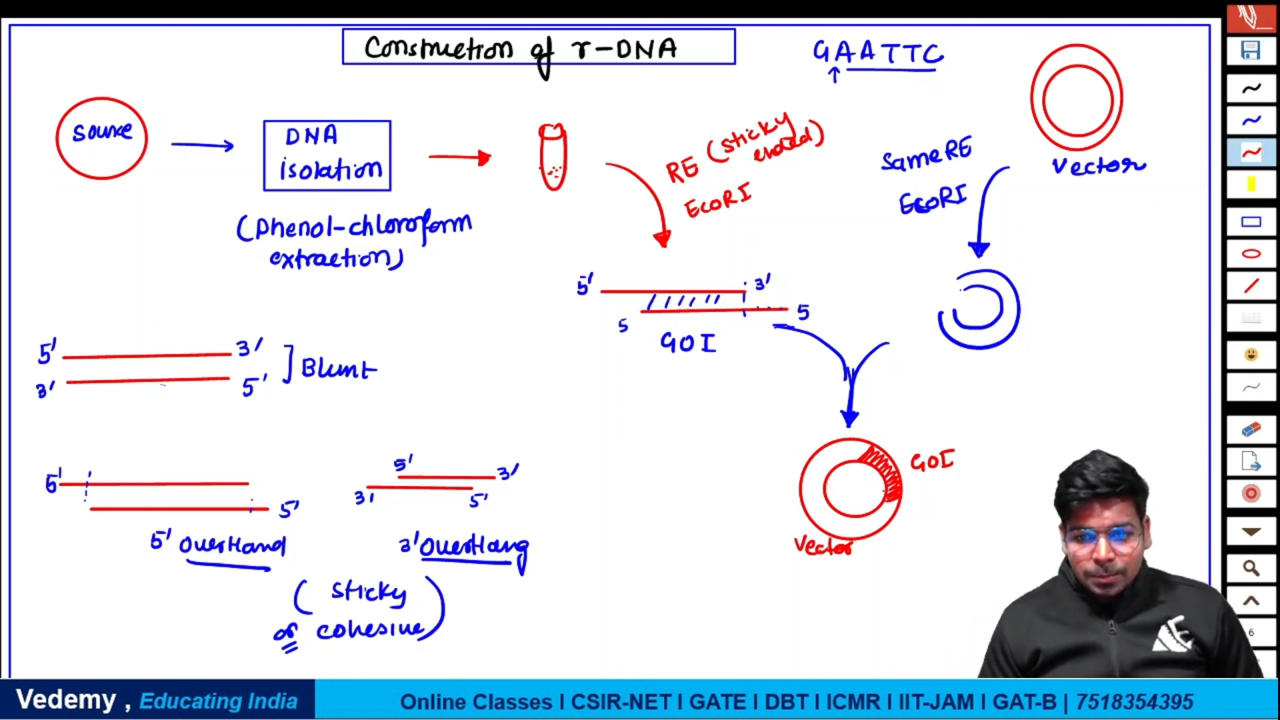 Construction of r-DNA
GAATTC
Source
DNA
isolation
(Phenol-chloroform
extraction)
RE (sticky
ended)
EcoRI
Same RE
EcoRI
Vector
5' 3'
5 5
GOI
5' 3'
3' 5'
Blunt
5'
5'
5' OverHand
5' 3'
3' 5'
3' OverHang
(sticky
or cohesive)
GOI
Vector
6
Vedemy , Educating India
Online Classes I CSIR-NET I GATE I DBT I ICMR I IIT-JAM I GAT-B | 7518354395